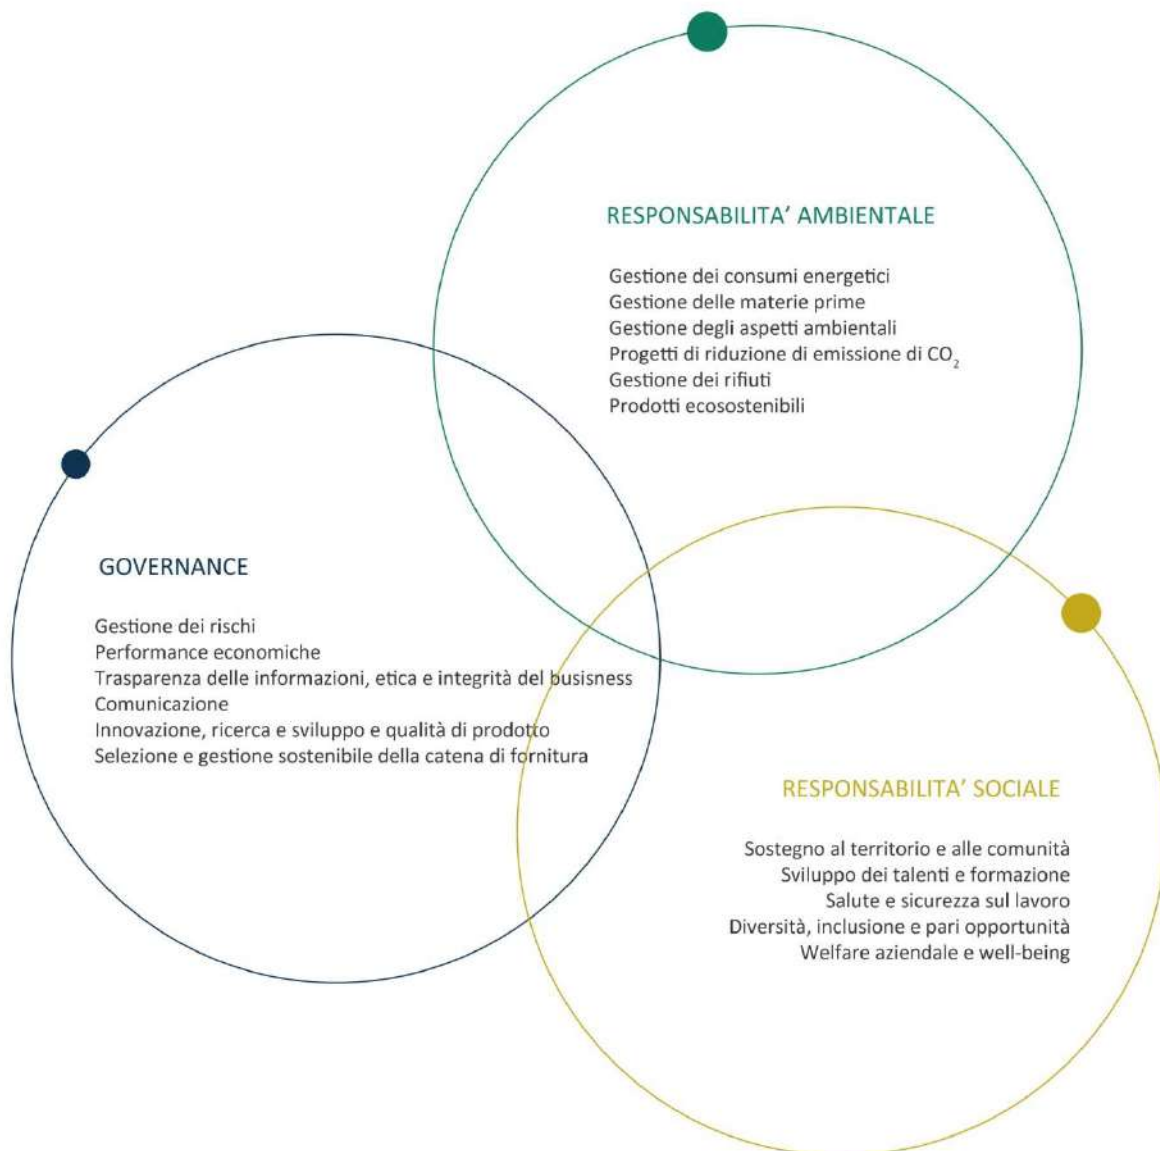 RESPONSABILITA’ AMBIENTALE
Gestione dei consumi energetici
Gestione delle materie prime
Gestione degli aspetti ambientali
Progetti di riduzione di emissione di CO₂
Gestione dei rifiuti
Prodotti ecosostenibili
GOVERNANCE
Gestione dei rischi
Performance economiche
Trasparenza delle informazioni, etica e integrità del busisness
Comunicazione
Innovazione, ricerca e sviluppo e qualità di prodotto
Selezione e gestione sostenibile della catena di fornitura
RESPONSABILITA’ SOCIALE
Sostegno al territorio e alle comunità
Sviluppo dei talenti e formazione
Salute e sicurezza sul lavoro
Diversità, inclusione e pari opportunità
Welfare aziendale e well-being